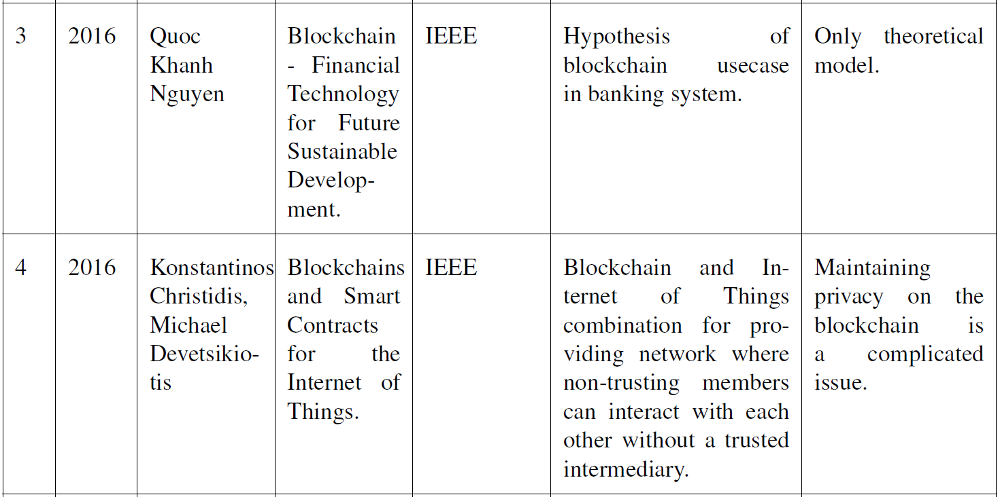 3
2016
Quoc
Khanh
Nguyen
Blockchain
- Financial
Technology
for Future
Sustainable
Develop-
ment.
IEEE
Hypothesis of
blockchain usecase
in banking system.
Only theoretical
model.
4
2016
Konstantinos
Christidis,
Michael
Devetsikio-
tis
Blockchains
and Smart
Contracts
for the
Internet of
Things.
IEEE
Blockchain and In-
ternet of Things
combination for pro-
viding network where
non-trusting members
can interact with each
other without a trusted
intermediary.
Maintaining
privacy on the
blockchain is
a complicated
issue.